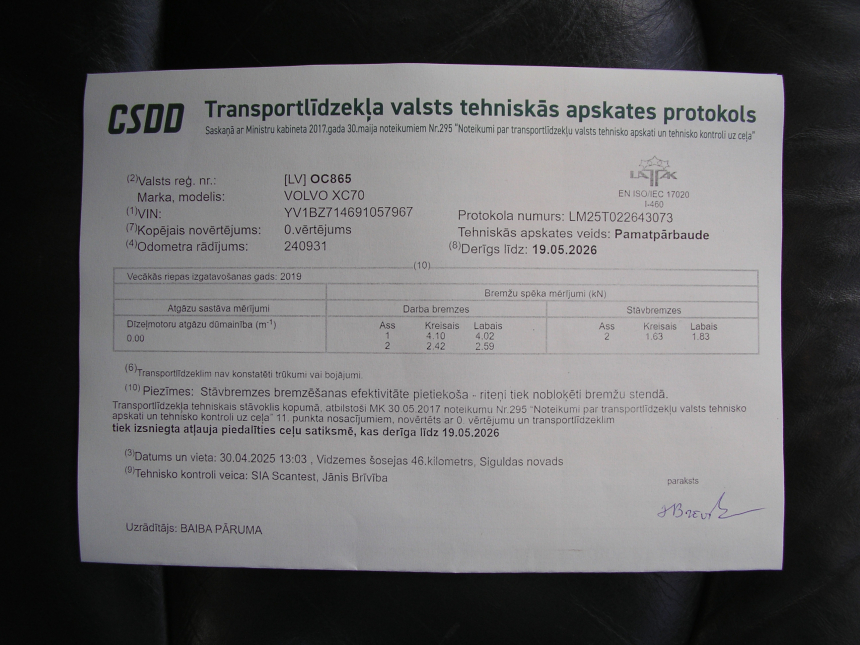 CSDD
Transportlīdzekļa valsts tehniskās apskates protokols
Saskaņā ar Ministru kabineta 2017.gada 30.maija noteikumiem Nr.295 "Noteikumi par transportlīdzekļu valsts tehnisko apskati un tehnisko kontroli uz ceļa"
(2)Valsts reģ. nr.: [LV] OC865
Marka, modelis: VOLVO XC70
(1)VIN: YV1BZ714691057967
(7)Kopējais novērtējums: 0.vērtējums
(4)Odometra rādījums: 240931
LATAK
EN ISO/IEC 17020
I-460
Protokola numurs: LM25T022643073
Tehniskās apskates veids: Pamatpārbaude
(8)Derīgs līdz: 19.05.2026
(10)
Vecākās riepas izgatavošanas gads: 2019
Bremžu spēka mērījumi (kN)
Atgāzu sastāva mērījumi Darba bremzes Stāvbremzes
Dīzeļmotoru atgāzu dūmainība (m-1) Ass Kreisais Labais Ass Kreisais Labais
0.00 1 4.10 4.02 2 1.63 1.83
2 2.42 2.59
(6)Transportlīdzeklim nav konstatēti trūkumi vai bojājumi.
(10) Piezīmes: Stāvbremzes bremzēšanas efektivitāte pietiekoša - riteņi tiek nobloķēti bremžu stendā.
Transportlīdzekļa tehniskais stāvoklis kopumā, atbilstoši MK 30.05.2017 noteikumu Nr.295 "Noteikumi par transportlīdzekļu valsts tehnisko
apskati un tehnisko kontroli uz ceļa" 11. punkta nosacījumiem, novērtēts ar 0. vērtējumu un transportlīdzeklim
tiek izsniegta atļauja piedalīties ceļu satiksmē, kas derīga līdz 19.05.2026
(3)Datums un vieta: 30.04.2025 13:03 , Vidzemes šosejas 46.kilometrs, Siguldas novads
(9)Tehnisko kontroli veica: SIA Scantest, Jānis Brīvība
paraksts
Uzrādītājs: BAIBA PĀRUMA